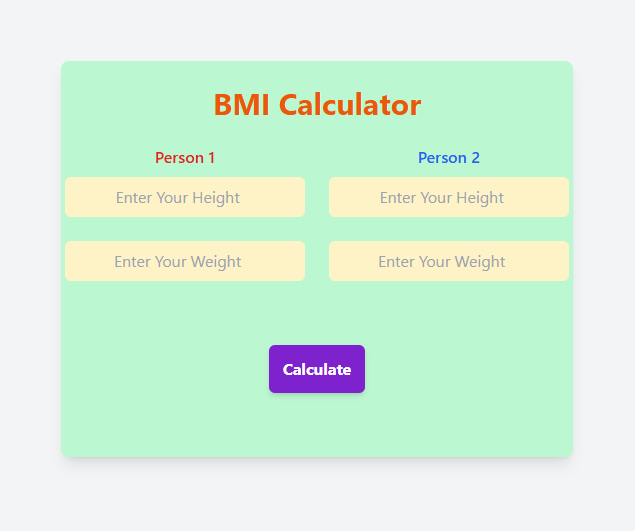 BMI Calculator
Person 1
Person 2
Enter Your Height
Enter Your Height
Enter Your Weight
Enter Your Weight
Calculate